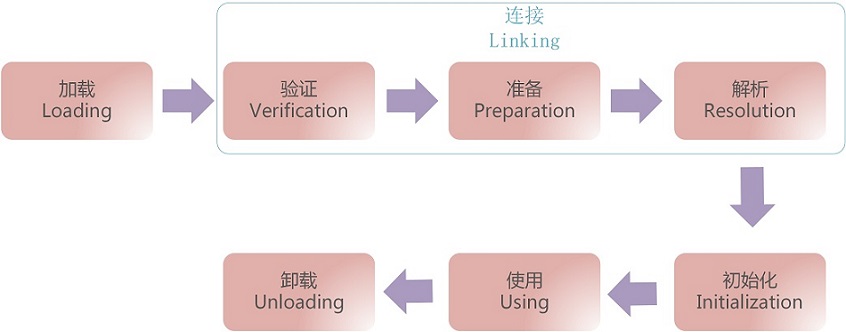 连接
Linking
加载
Loading
验证
Verification
准备
Preparation
解析
Resolution
初始化
Initialization
使用
Using
卸载
Unloading